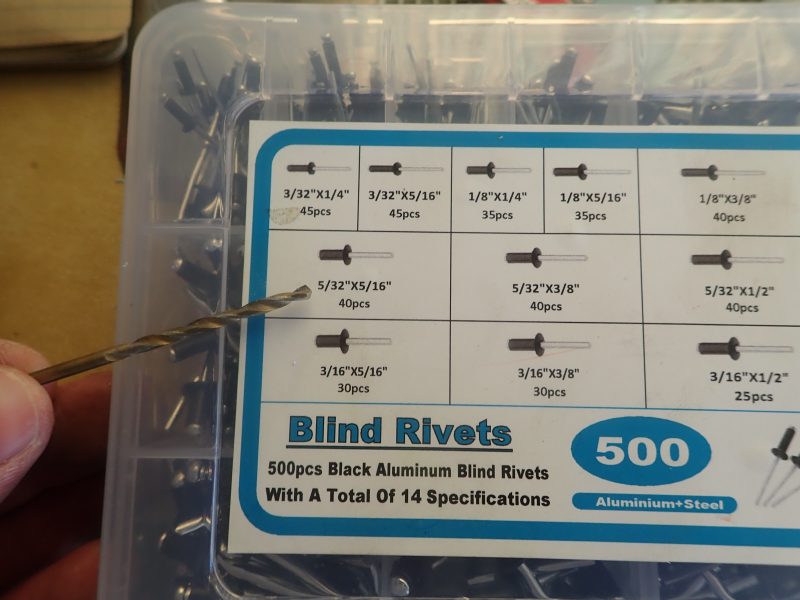 3/32"X1/4"
45pcs
3/32"X5/16"
45pcs
1/8"X1/4"
35pcs
1/8"X5/16"
35pcs
1/8"X3/8"
40pcs
5/32"X5/16"
40pcs
5/32"X3/8"
40pcs
5/32"X1/2"
40pcs
3/16"X5/16"
30pcs
3/16"X3/8"
30pcs
3/16"X1/2"
25pcs
Blind Rivets
500pcs Black Aluminum Blind Rivets
With A Total Of 14 Specifications
500
Aluminium+Steel